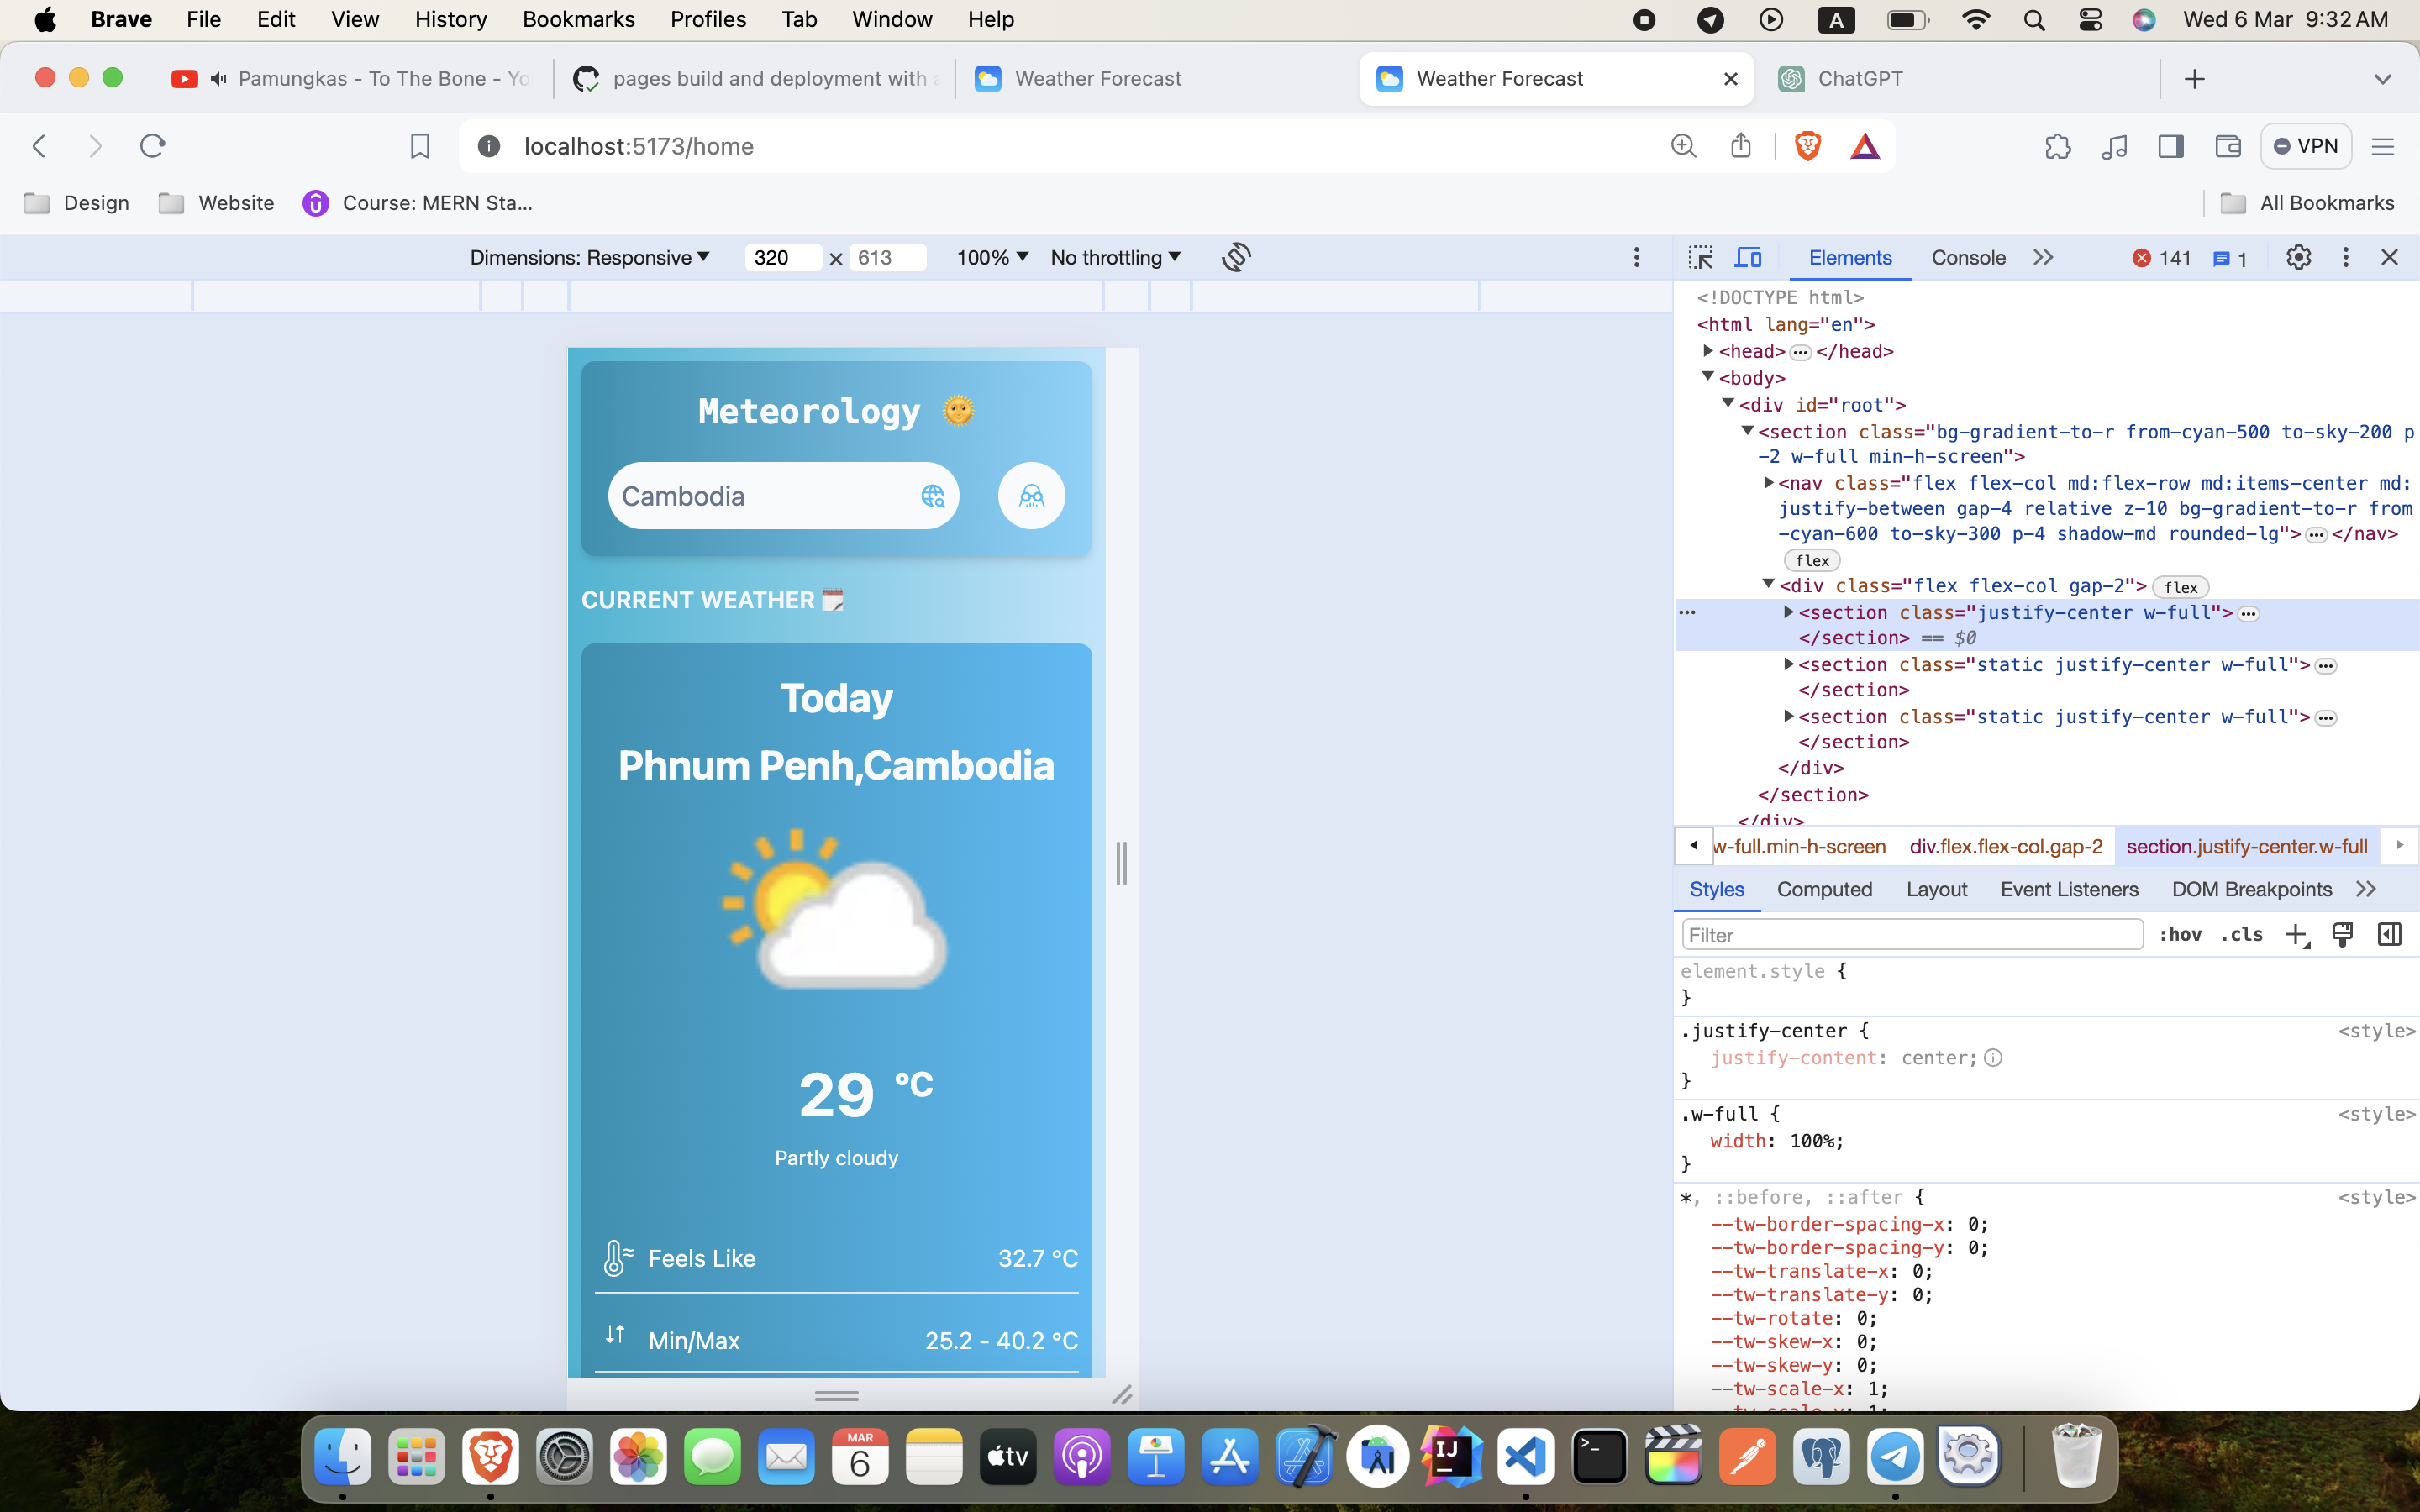 Brave File Edit View History Bookmarks Profiles Tab Window Help A Wed 6 Mar 9:32 AM
Pamungkas - To The Bone - Yo pages build and deployment with a Weather Forecast Weather Forecast ChatGPT
localhost:5173/home VPN
Design Website Course: MERN Sta... All Bookmarks
Dimensions: Responsive 320 × 613 100% No throttling
Elements Console 141 1
Meteorology 🌞
Cambodia
CURRENT WEATHER 🗓️
Today
Phnum Penh,Cambodia
29 °C
Partly cloudy
Feels Like 32.7 °C
Min/Max 25.2 - 40.2 °C
<!DOCTYPE html>
<html lang="en">
<head> ••• </head>
<body>
<div id="root">
<section class="bg-gradient-to-r from-cyan-500 to-sky-200 p
-2 w-full min-h-screen">
<nav class="flex flex-col md:flex-row md:items-center md:
justify-between gap-4 relative z-10 bg-gradient-to-r from
-cyan-600 to-sky-300 p-4 shadow-md rounded-lg"> ••• </nav>
flex
<div class="flex flex-col gap-2"> flex
••• <section class="justify-center w-full"> •••
</section> == $0
<section class="static justify-center w-full"> •••
</section>
<section class="static justify-center w-full"> •••
</section>
</div>
</section>
</div>
w-full.min-h-screen div.flex.flex-col.gap-2 section.justify-center.w-full
Styles Computed Layout Event Listeners DOM Breakpoints
Filter :hov .cls
element.style {
}
.justify-center { <style>
justify-content: center;
}
.w-full { <style>
width: 100%;
}
*, ::before, ::after { <style>
--tw-border-spacing-x: 0;
--tw-border-spacing-y: 0;
--tw-translate-x: 0;
--tw-translate-y: 0;
--tw-rotate: 0;
--tw-skew-x: 0;
--tw-skew-y: 0;
--tw-scale-x: 1;
--tw-scale-y: 1;
MAR
6
tv
IJ